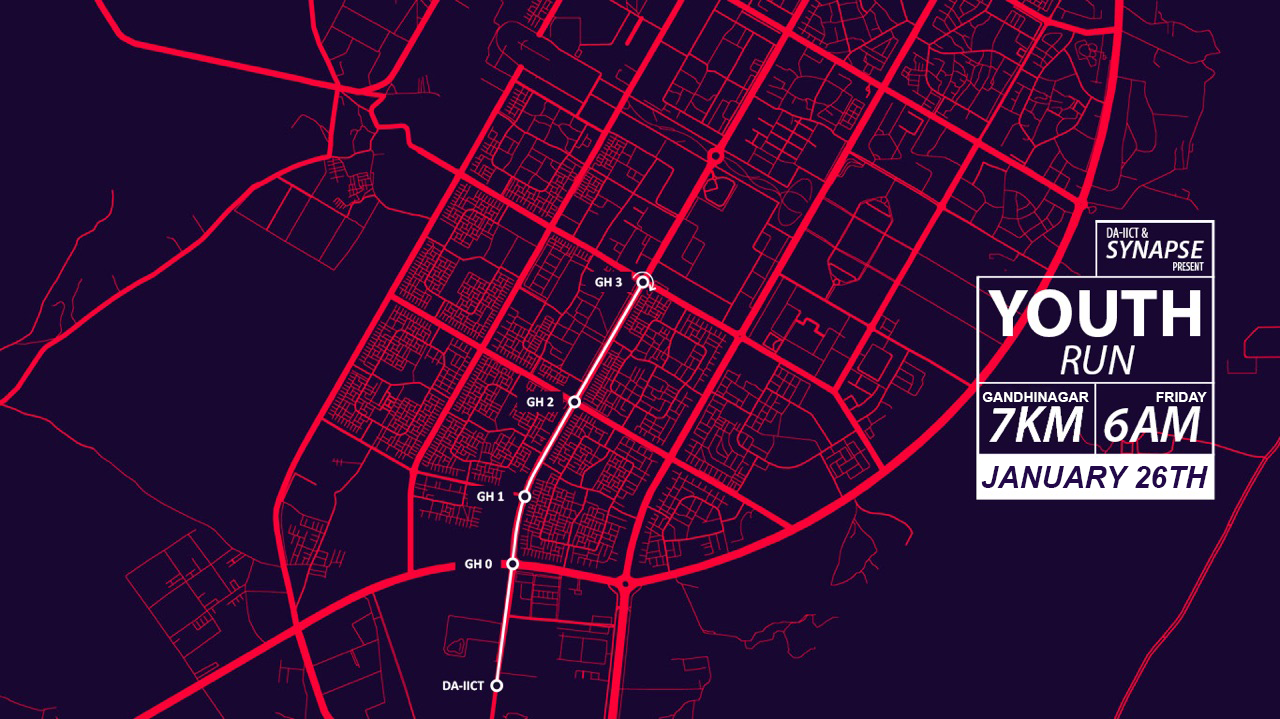 DA-IICT &
SYNAPSE
PRESENT
YOUTH
RUN
GANDHINAGAR
7KM
FRIDAY
6AM
JANUARY 26TH
GH 3
GH 2
GH 1
GH 0
DA-IICT